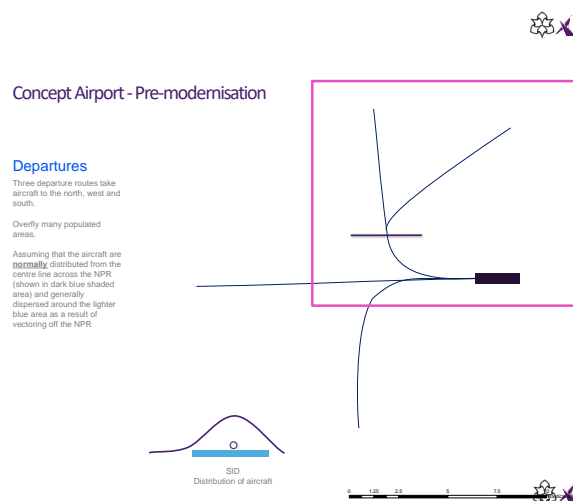 Concept Airport - Pre-modernisation
Departures
Three departure routes take
aircraft to the north, west and
south.
Overfly many populated
areas.
Assuming that the aircraft are
normally distributed from the
centre line across the NPR
(shown in dark blue shaded
area) and generally
dispersed around the lighter
blue area as a result of
vectoring off the NPR
SID
Distribution of aircraft
0 1.25 2.5 5 7.5